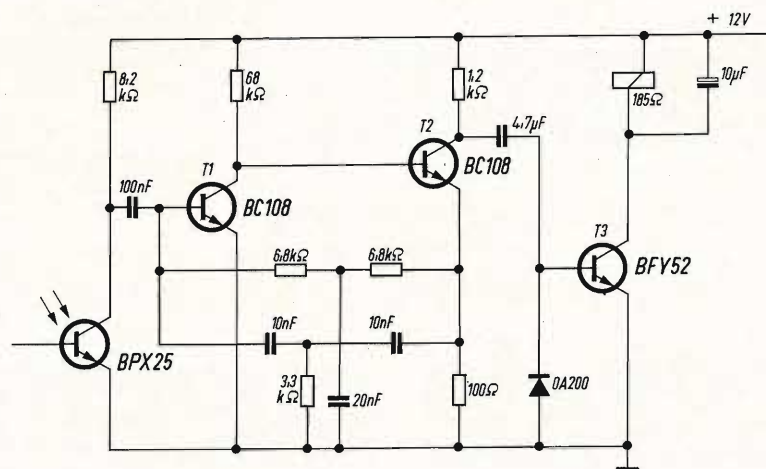 + 12V
8,2
kΩ
68
kΩ
1,2
kΩ
185Ω
10µF
T2
4,7µF
BC108
T1
100nF
BC108
T3
BFY52
6,8kΩ
6,8kΩ
10nF
10nF
BPX25
3,3
kΩ
20nF
100Ω
OA200